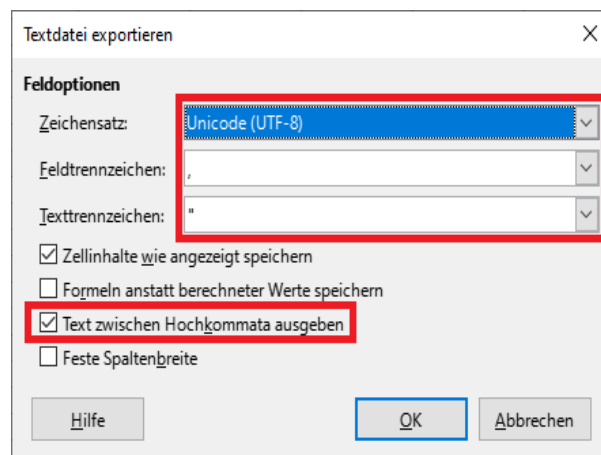 Textdatei exportieren
Feldoptionen
Zeichensatz: Unicode (UTF-8)
Feldtrennzeichen: ,
Texttrennzeichen: "
Zellinhalte wie angezeigt speichern
Formeln anstatt berechneter Werte speichern
Text zwischen Hochkommata ausgeben
Feste Spaltenbreite
Hilfe OK Abbrechen